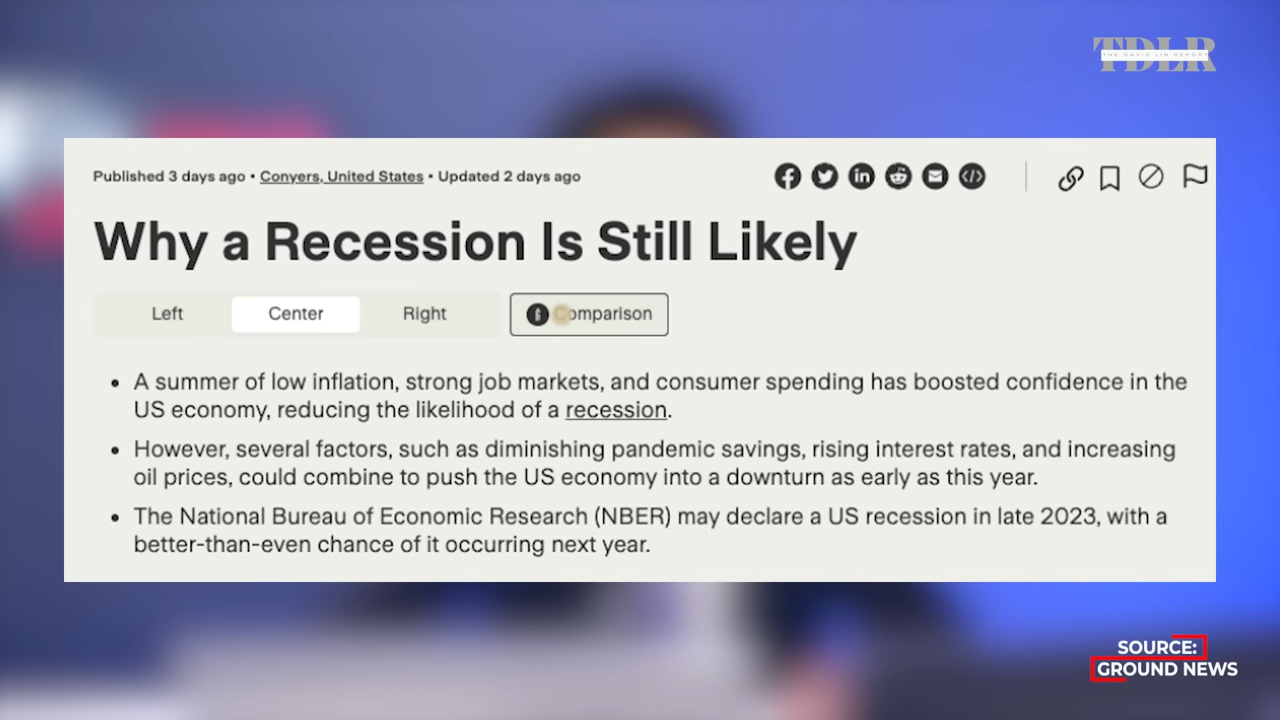 TDLR
THE DAVID LIN REPORT
Published 3 days ago • Conyers, United States • Updated 2 days ago
Why a Recession Is Still Likely
Left Center Right Comparison
• A summer of low inflation, strong job markets, and consumer spending has boosted confidence in the
US economy, reducing the likelihood of a recession.
• However, several factors, such as diminishing pandemic savings, rising interest rates, and increasing
oil prices, could combine to push the US economy into a downturn as early as this year.
• The National Bureau of Economic Research (NBER) may declare a US recession in late 2023, with a
better-than-even chance of it occurring next year.
SOURCE:
GROUND NEWS